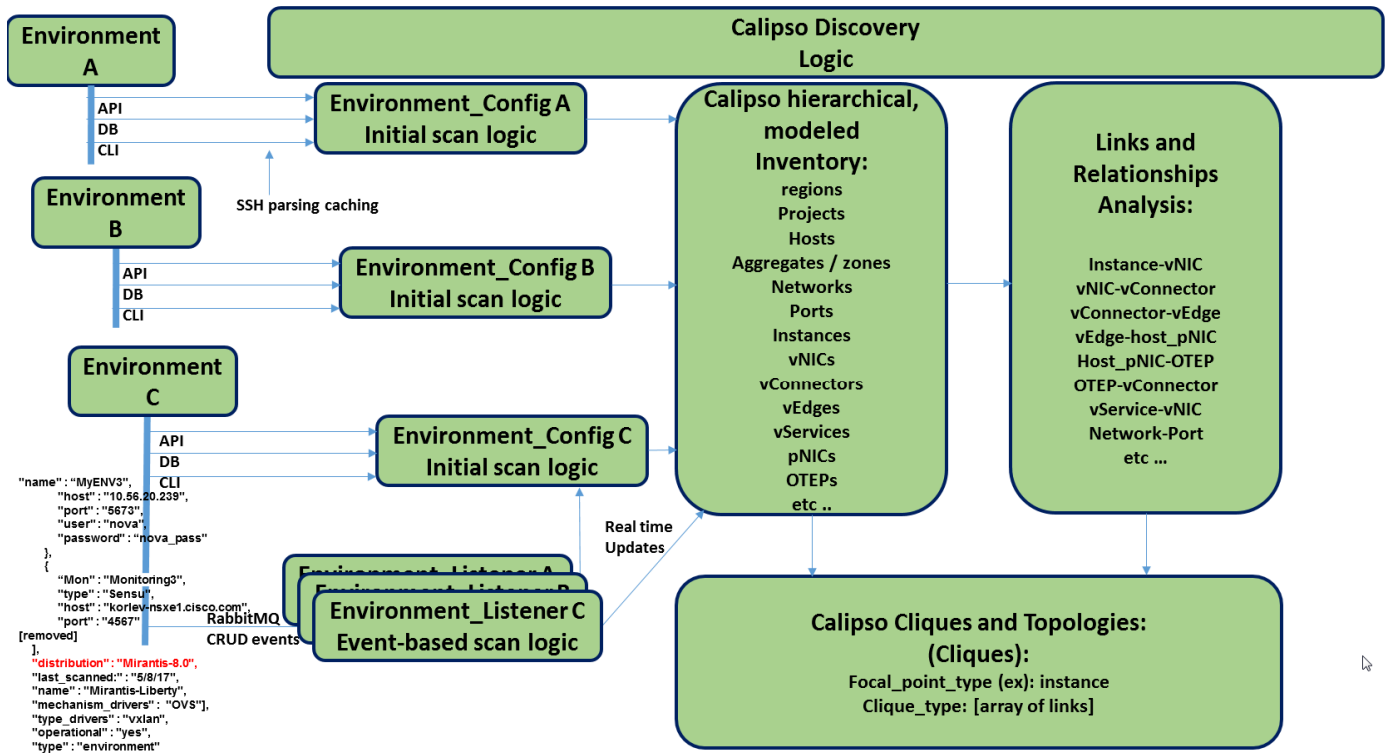 Environment
A
Calipso Discovery
Logic
API
DB
CLI
Environment_Config A
Initial scan logic
SSH parsing caching
Environment
B
API
DB
CLI
Environment_Config B
Initial scan logic
Environment
C
API
DB
CLI
Environment_Config C
Initial scan logic
Calipso hierarchical,
modeled
Inventory:
regions
Projects
Hosts
Aggregates / zones
Networks
Ports
Instances
vNICs
vConnectors
vEdges
vServices
pNICs
OTEPs
etc ..
Links and
Relationships
Analysis:
Instance-vNIC
vNIC-vConnector
vConnector-vEdge
vEdge-host_pNIC
Host_pNIC-OTEP
OTEP-vConnector
vService-vNIC
Network-Port
etc ...
"name" : "MyENV3",
"host" : "10.56.20.239",
"port" : "5673",
"user" : "nova",
"password" : "nova_pass"
},
{
"Mon" : "Monitoring3",
"type" : "Sensu",
"host" : "korlev-nsxe1.cisco.com",
"port" : "4567"
[removed]
],
"distribution" : "Mirantis-8.0",
"last_scanned:" : "5/8/17",
"name" : "Mirantis-Liberty",
"mechanism_drivers" : "OVS"],
"type_drivers" : "vxlan",
"operational" : "yes",
"type" : "environment"
Real time
Updates
Environment_Listener A
Environment_Listener B
Environment_Listener C
Event-based scan logic
RabbitMQ
CRUD events
Calipso Cliques and Topologies:
(Cliques):
Focal_point_type (ex): instance
Clique_type: [array of links]